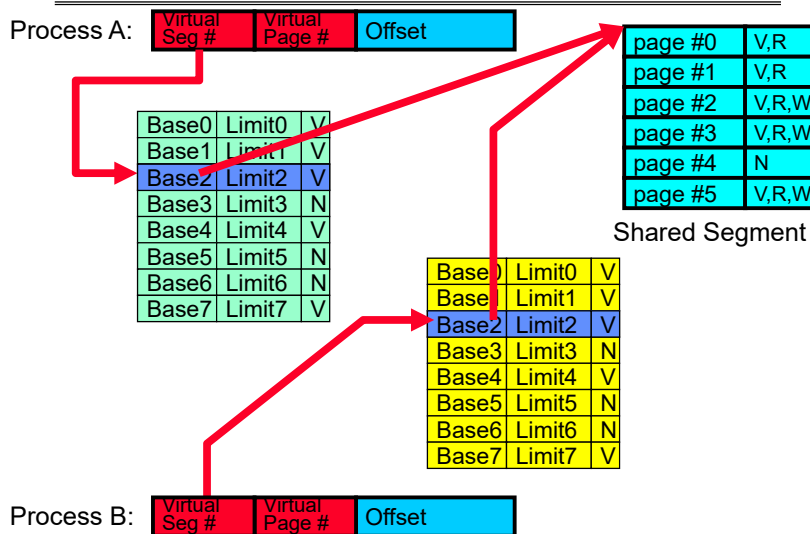 Process A:
Virtual Seg #
Virtual Page #
Offset
page #0 V,R
page #1 V,R
page #2 V,R,W
page #3 V,R,W
page #4 N
page #5 V,R,W
Shared Segment
Base0 Limit0 V
Base1 Limit1 V
Base2 Limit2 V
Base3 Limit3 N
Base4 Limit4 V
Base5 Limit5 N
Base6 Limit6 N
Base7 Limit7 V
Base0 Limit0 V
Base1 Limit1 V
Base2 Limit2 V
Base3 Limit3 N
Base4 Limit4 V
Base5 Limit5 N
Base6 Limit6 N
Base7 Limit7 V
Process B:
Virtual Seg #
Virtual Page #
Offset